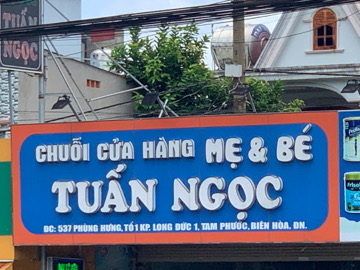 TUẤN
NGỌC
CHUỖI CỬA HÀNG MẸ & BÉ
TUẤN NGỌC
ĐC: 537 PHÙNG HƯNG, TỔ 1 KP. LONG ĐỨC 1, TAM PHƯỚC, BIÊN HÒA, ĐN.